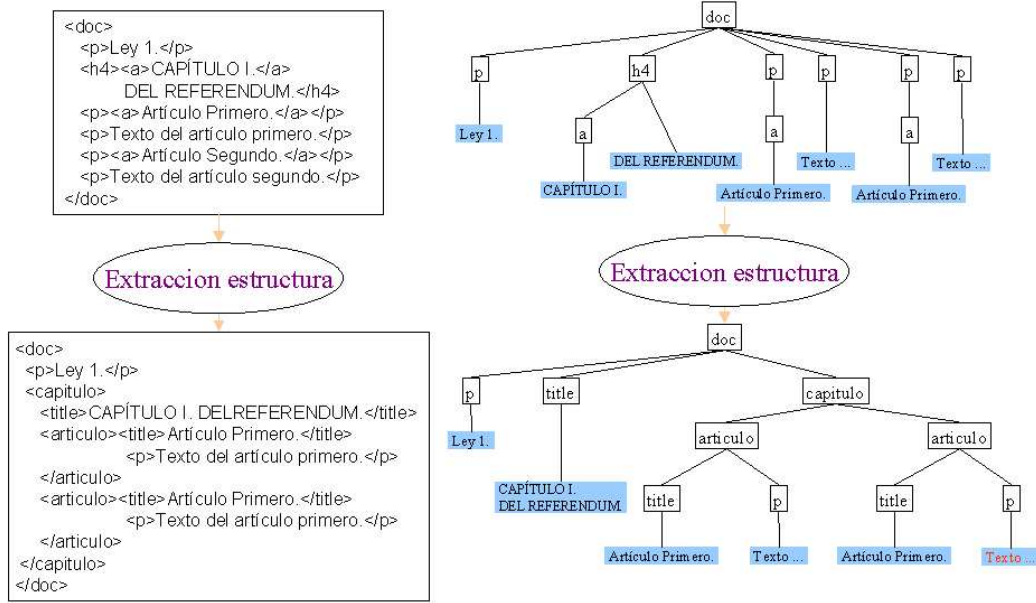 <doc>
<p>Ley 1.</p>
<h4><a>CAPÍTULO I.</a>
DEL REFERENDUM.</h4>
<p><a>Artículo Primero.</a></p>
<p>Texto del artículo primero.</p>
<p><a>Artículo Segundo.</a></p>
<p>Texto del artículo segundo.</p>
</doc>
Extraccion estructura
<doc>
<p>Ley 1.</p>
<capitulo>
<title>CAPÍTULO I. DELREFERENDUM.</title>
<articulo><title>Artículo Primero.</title>
<p>Texto del artículo primero.</p>
</articulo>
<articulo><title>Artículo Primero.</title>
<p>Texto del artículo primero.</p>
</articulo>
</capitulo>
</doc>
doc
p h4 p p p p
Ley 1. a a Texto ... a Texto ...
DEL REFERENDUM.
CAPÍTULO I. Artículo Primero. Artículo Primero.
Extraccion estructura
doc
p title capitulo
Ley 1. articulo articulo
CAPÍTULO I. title p title p
DEL REFERENDUM.
Artículo Primero. Texto ... Artículo Primero. Texto ...